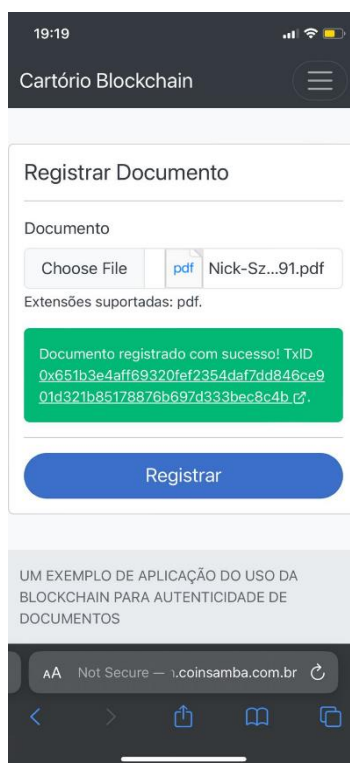 19:19
Cartório Blockchain
Registrar Documento
Documento
Choose File pdf Nick-Sz...91.pdf
Extensões suportadas: pdf.
Documento registrado com sucesso! TxID
0x651b3e4aff69320fef2354daf7dd846ce9
01d321b85178876b697d333bec8c4b.
Registrar
UM EXEMPLO DE APLICAÇÃO DO USO DA
BLOCKCHAIN PARA AUTENTICIDADE DE
DOCUMENTOS
AA Not Secure — .coinsamba.com.br